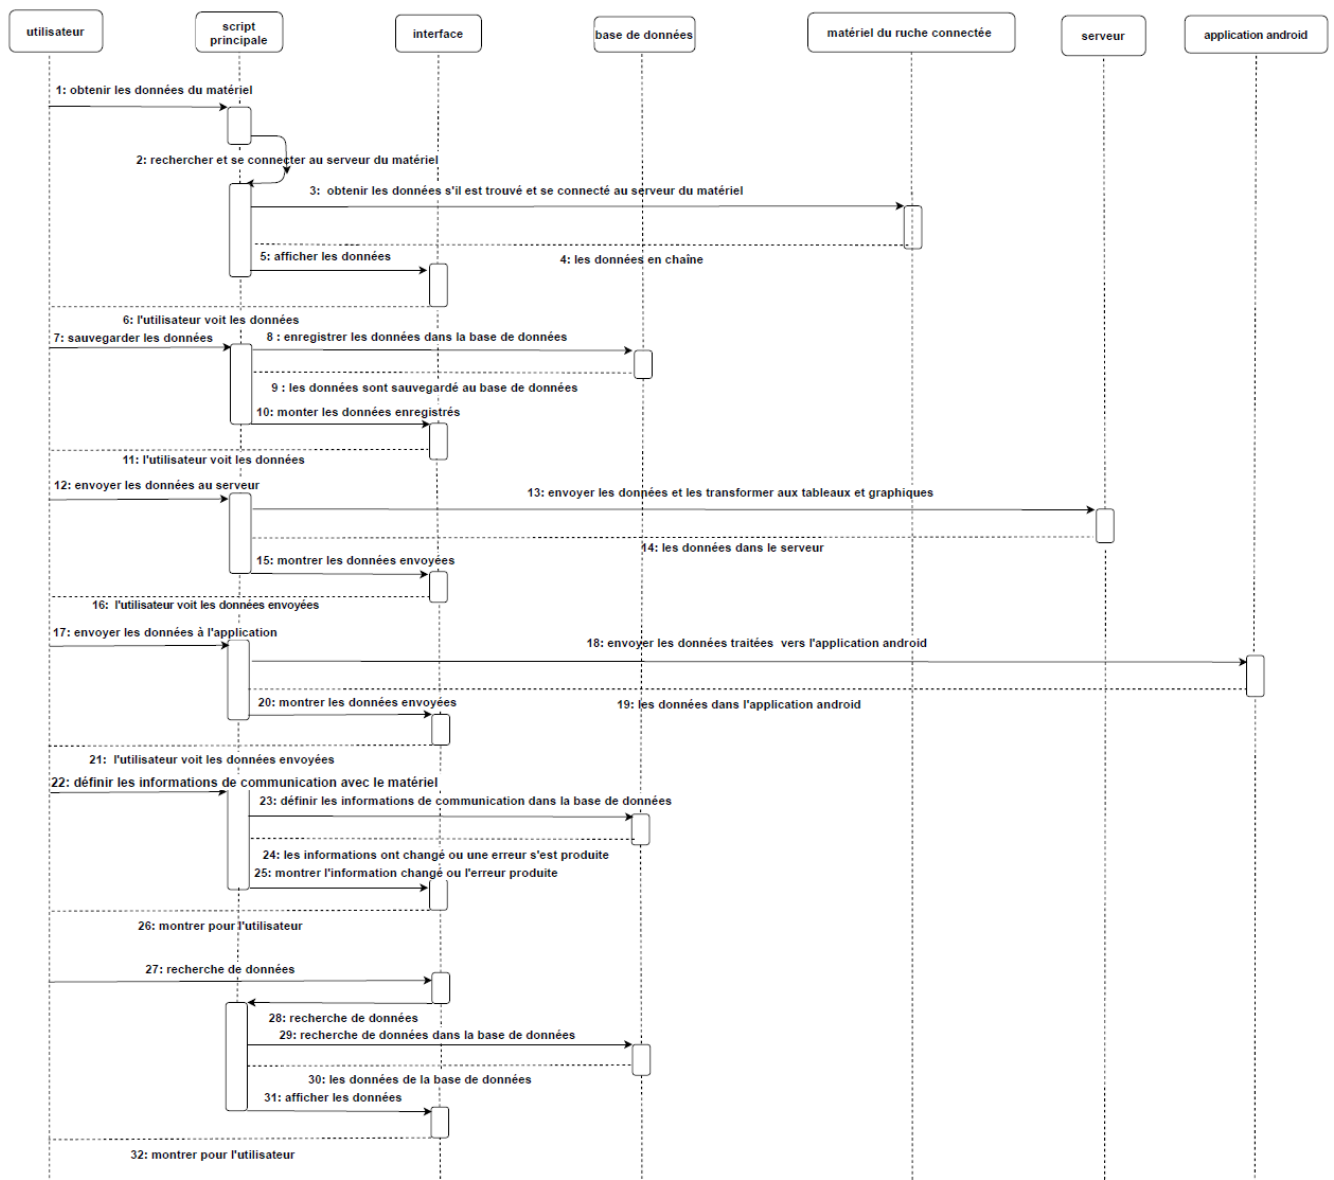 utilisateur
script
principale
interface
base de données
matériel du ruche connectée
serveur
application android
1: obtenir les données du matériel
2: rechercher et se connecter au serveur du matériel
3: obtenir les données s'il est trouvé et se connecté au serveur du matériel
4: les données en chaîne
5: afficher les données
6: l'utilisateur voit les données
7: sauvegarder les données
8 : enregistrer les données dans la base de données
9 : les données sont sauvegardé au base de données
10: monter les données enregistrés
11: l'utilisateur voit les données
12: envoyer les données au serveur
13: envoyer les données et les transformer aux tableaux et graphiques
14: les données dans le serveur
15: montrer les données envoyées
16: l'utilisateur voit les données envoyées
17: envoyer les données à l'application
18: envoyer les données traitées vers l'application android
19: les données dans l'application android
20: montrer les données envoyées
21: l'utilisateur voit les données envoyées
22: définir les informations de communication avec le matériel
23: définir les informations de communication dans la base de données
24: les informations ont changé ou une erreur s'est produite
25: montrer l'information changé ou l'erreur produite
26: montrer pour l'utilisateur
27: recherche de données
28: recherche de données
29: recherche de données dans la base de données
30: les données de la base de données
31: afficher les données
32: montrer pour l'utilisateur